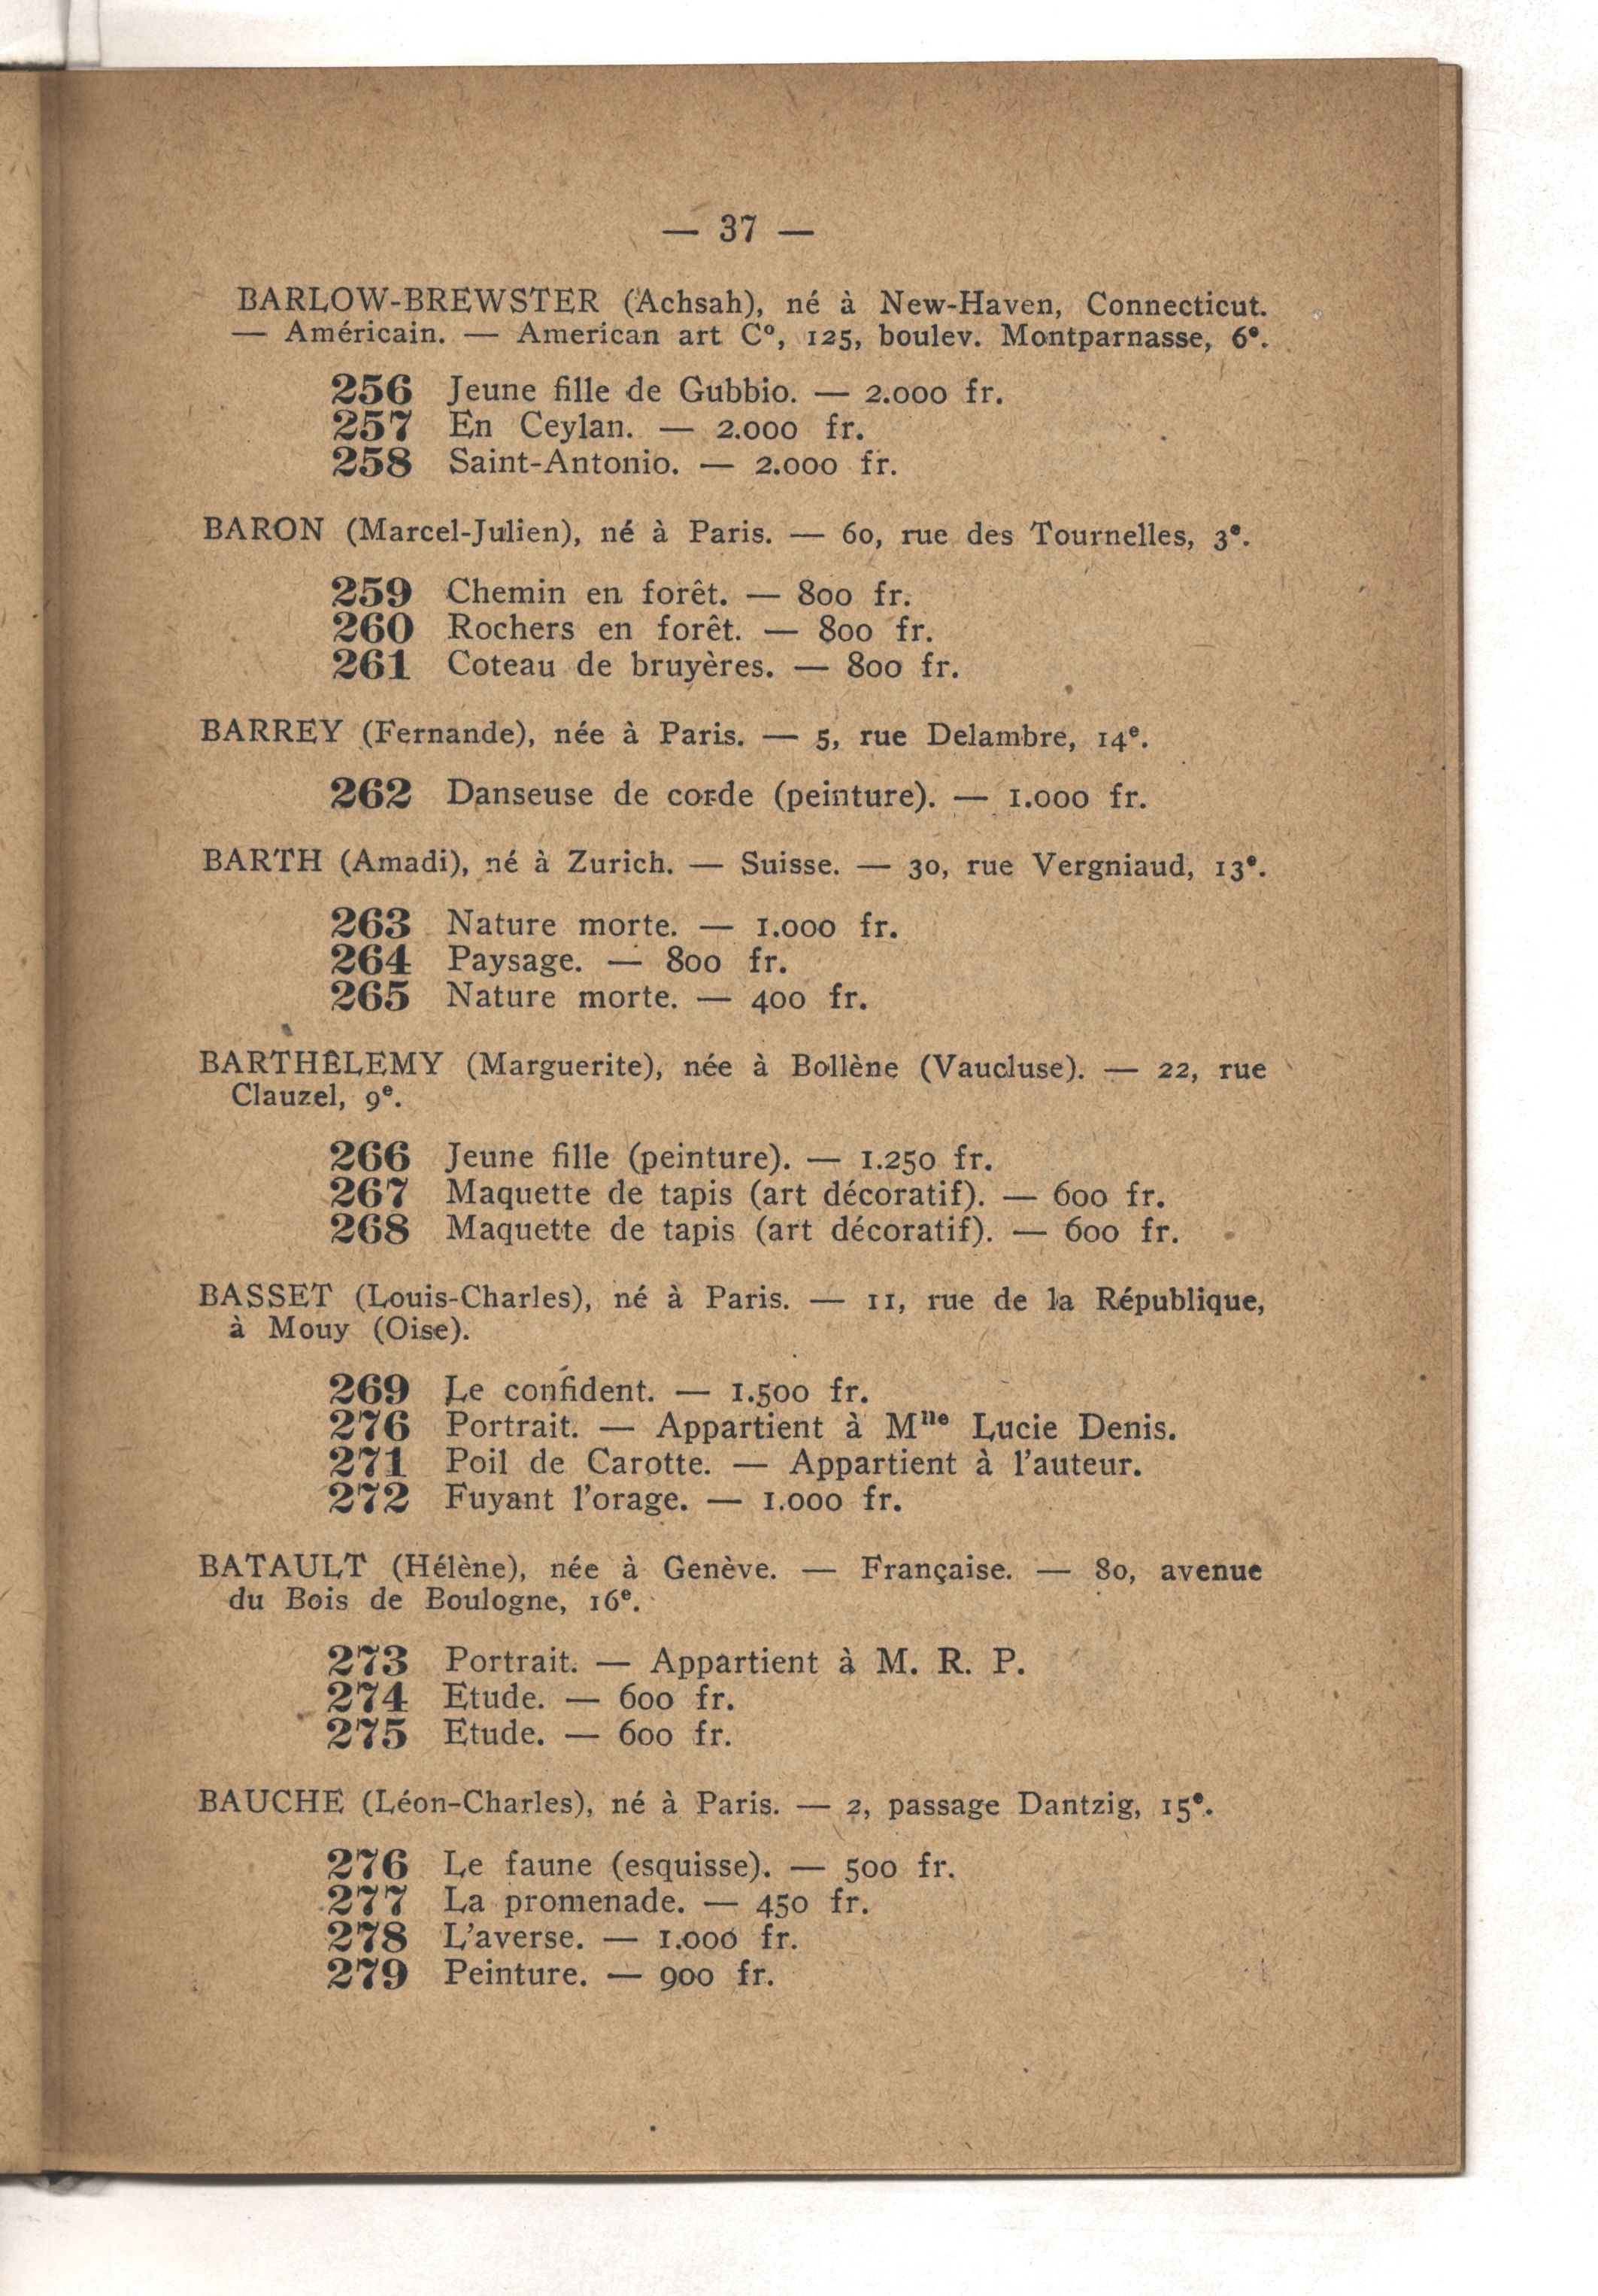 — 37 —
BARLOW-BREWSTER (Achsah), né à New-Haven, Connecticut.
— Américain. — American art Cº, 125, boulev. Montparnasse, 6ᵉ.
256 Jeune fille de Gubbio. — 2.000 fr.
257 En Ceylan. — 2.000 fr.
258 Saint-Antonio. — 2.000 fr.
BARON (Marcel-Julien), né à Paris. — 60, rue des Tournelles, 3ᵉ.
259 Chemin en forêt. — 800 fr.
260 Rochers en forêt. — 800 fr.
261 Coteau de bruyères. — 800 fr.
BARREY (Fernande), née à Paris. — 5, rue Delambre, 14ᵉ.
262 Danseuse de corde (peinture). — 1.000 fr.
BARTH (Amadi), né à Zurich. — Suisse. — 30, rue Vergniaud, 13ᵉ.
263 Nature morte. — 1.000 fr.
264 Paysage. — 800 fr.
265 Nature morte. — 400 fr.
BARTHÊLEMY (Marguerite), née à Bollène (Vaucluse). — 22, rue
Clauzel, 9ᵉ.
266 Jeune fille (peinture). — 1.250 fr.
267 Maquette de tapis (art décoratif). — 600 fr.
268 Maquette de tapis (art décoratif). — 600 fr.
BASSET (Louis-Charles), né à Paris. — 11, rue de la République,
à Mouy (Oise).
269 Le confident. — 1.500 fr.
276 Portrait. — Appartient à Mˡˡᵉ Lucie Denis.
271 Poil de Carotte. — Appartient à l'auteur.
272 Fuyant l'orage. — 1.000 fr.
BATAULT (Hélène), née à Genève. — Française. — 80, avenue
du Bois de Boulogne, 16ᵉ.
273 Portrait. — Appartient à M. R. P.
274 Etude. — 600 fr.
275 Etude. — 600 fr.
BAUCHE (Léon-Charles), né à Paris. — 2, passage Dantzig, 15ᵉ.
276 Le faune (esquisse). — 500 fr.
277 La promenade. — 450 fr.
278 L'averse. — 1.000 fr.
279 Peinture. — 900 fr.